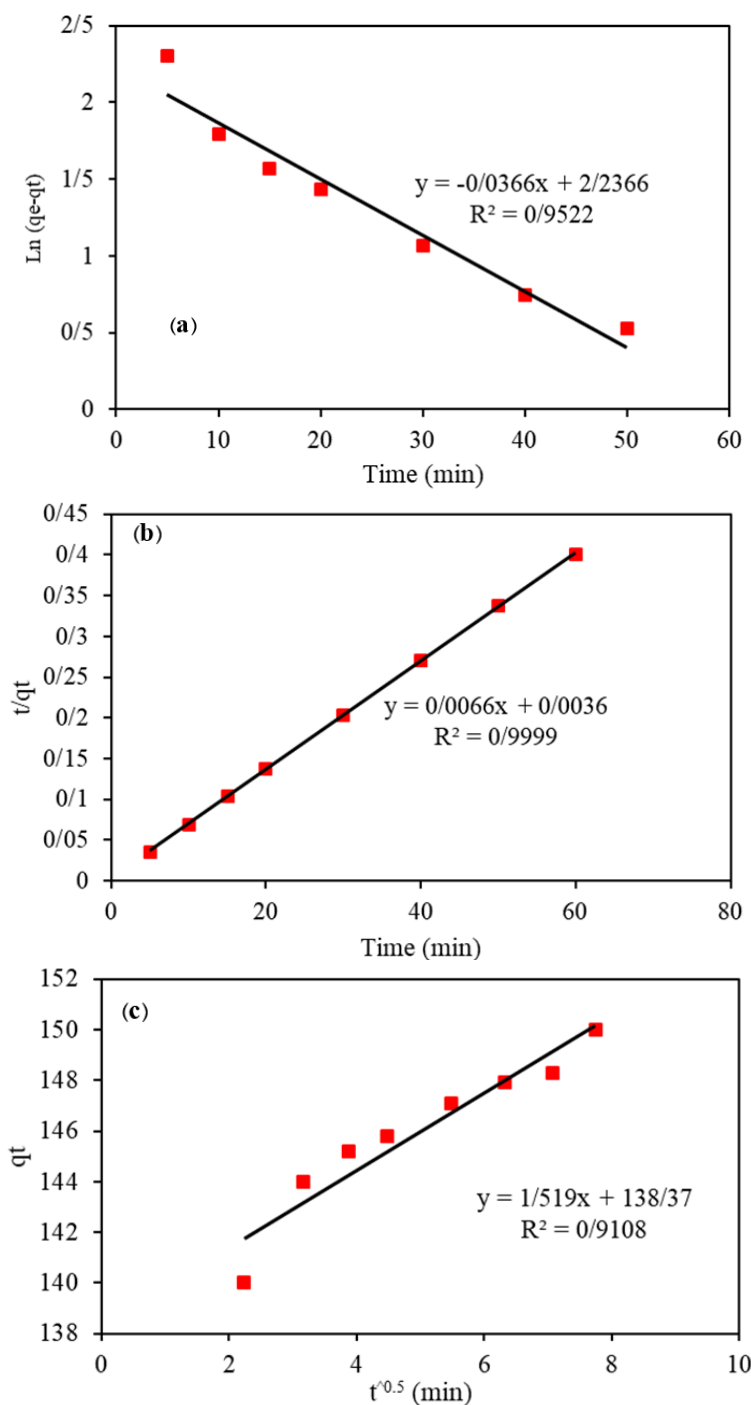 2/5
2
1/5
1
0/5
0
Ln (qe-qt)
y = -0/0366x + 2/2366
R² = 0/9522
(a)
0 10 20 30 40 50 60
Time (min)
0/45
0/4
0/35
0/3
0/25
0/2
0/15
0/1
0/05
0
t/qt
(b)
y = 0/0066x + 0/0036
R² = 0/9999
0 20 40 60 80
Time (min)
152
150
148
146
144
142
140
138
qt
(c)
y = 1/519x + 138/37
R² = 0/9108
0 2 4 6 8 10
t^0.5 (min)